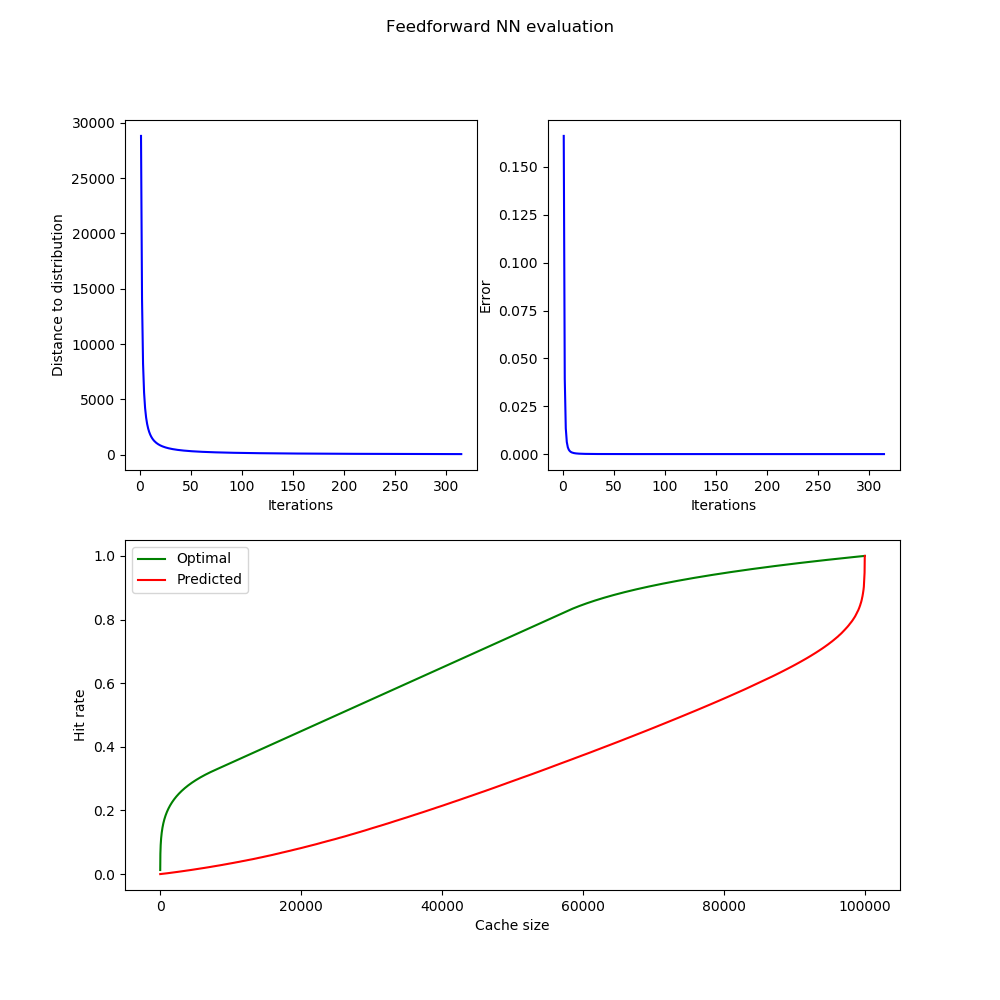 Feedforward NN evaluation
30000
25000
20000
15000
10000
5000
0
Distance to distribution
0 50 100 150 200 250 300
Iterations
0.150
0.125
0.100
0.075
0.050
0.025
0.000
Error
0 50 100 150 200 250 300
Iterations
Optimal
Predicted
1.0
0.8
0.6
0.4
0.2
0.0
Hit rate
0 20000 40000 60000 80000 100000
Cache size